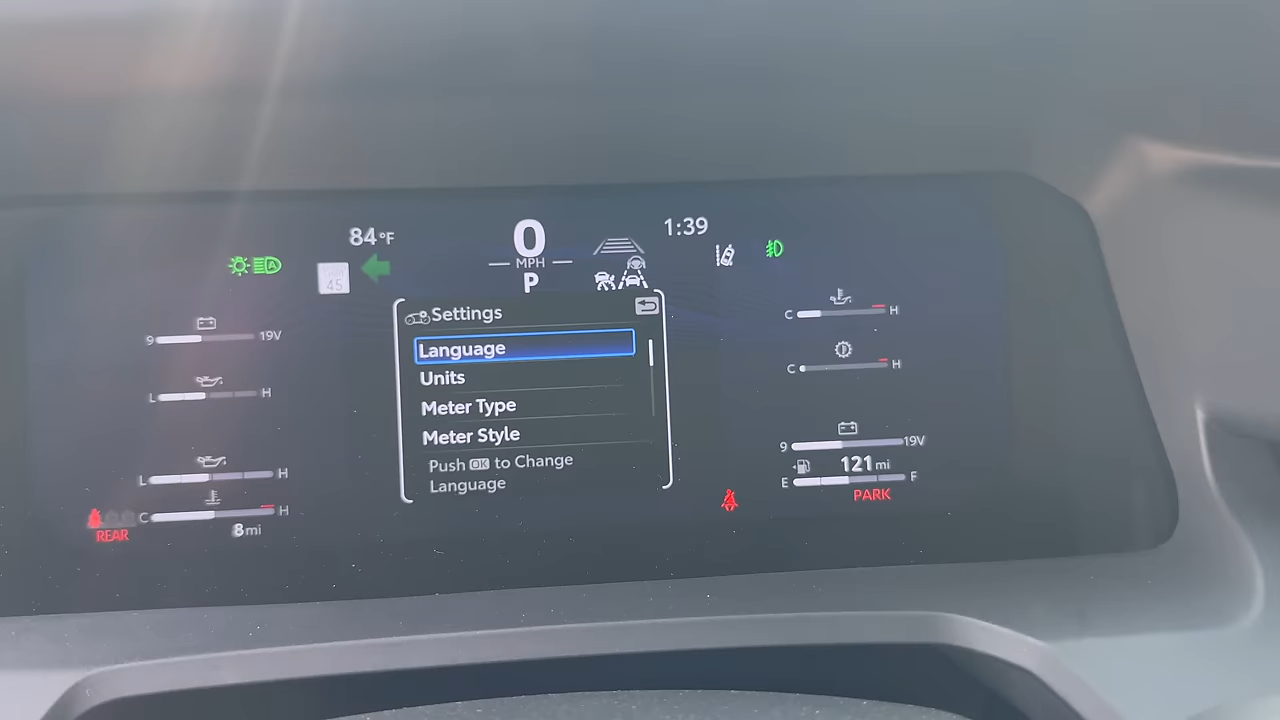 84°F
0
MPH
P
1:39
A
45
9 19V
L H
L H
C H
REAR
8 mi
Settings
Language
Units
Meter Type
Meter Style
Push OK to Change
Language
C H
C H
9 19V
121 mi
E F
PARK